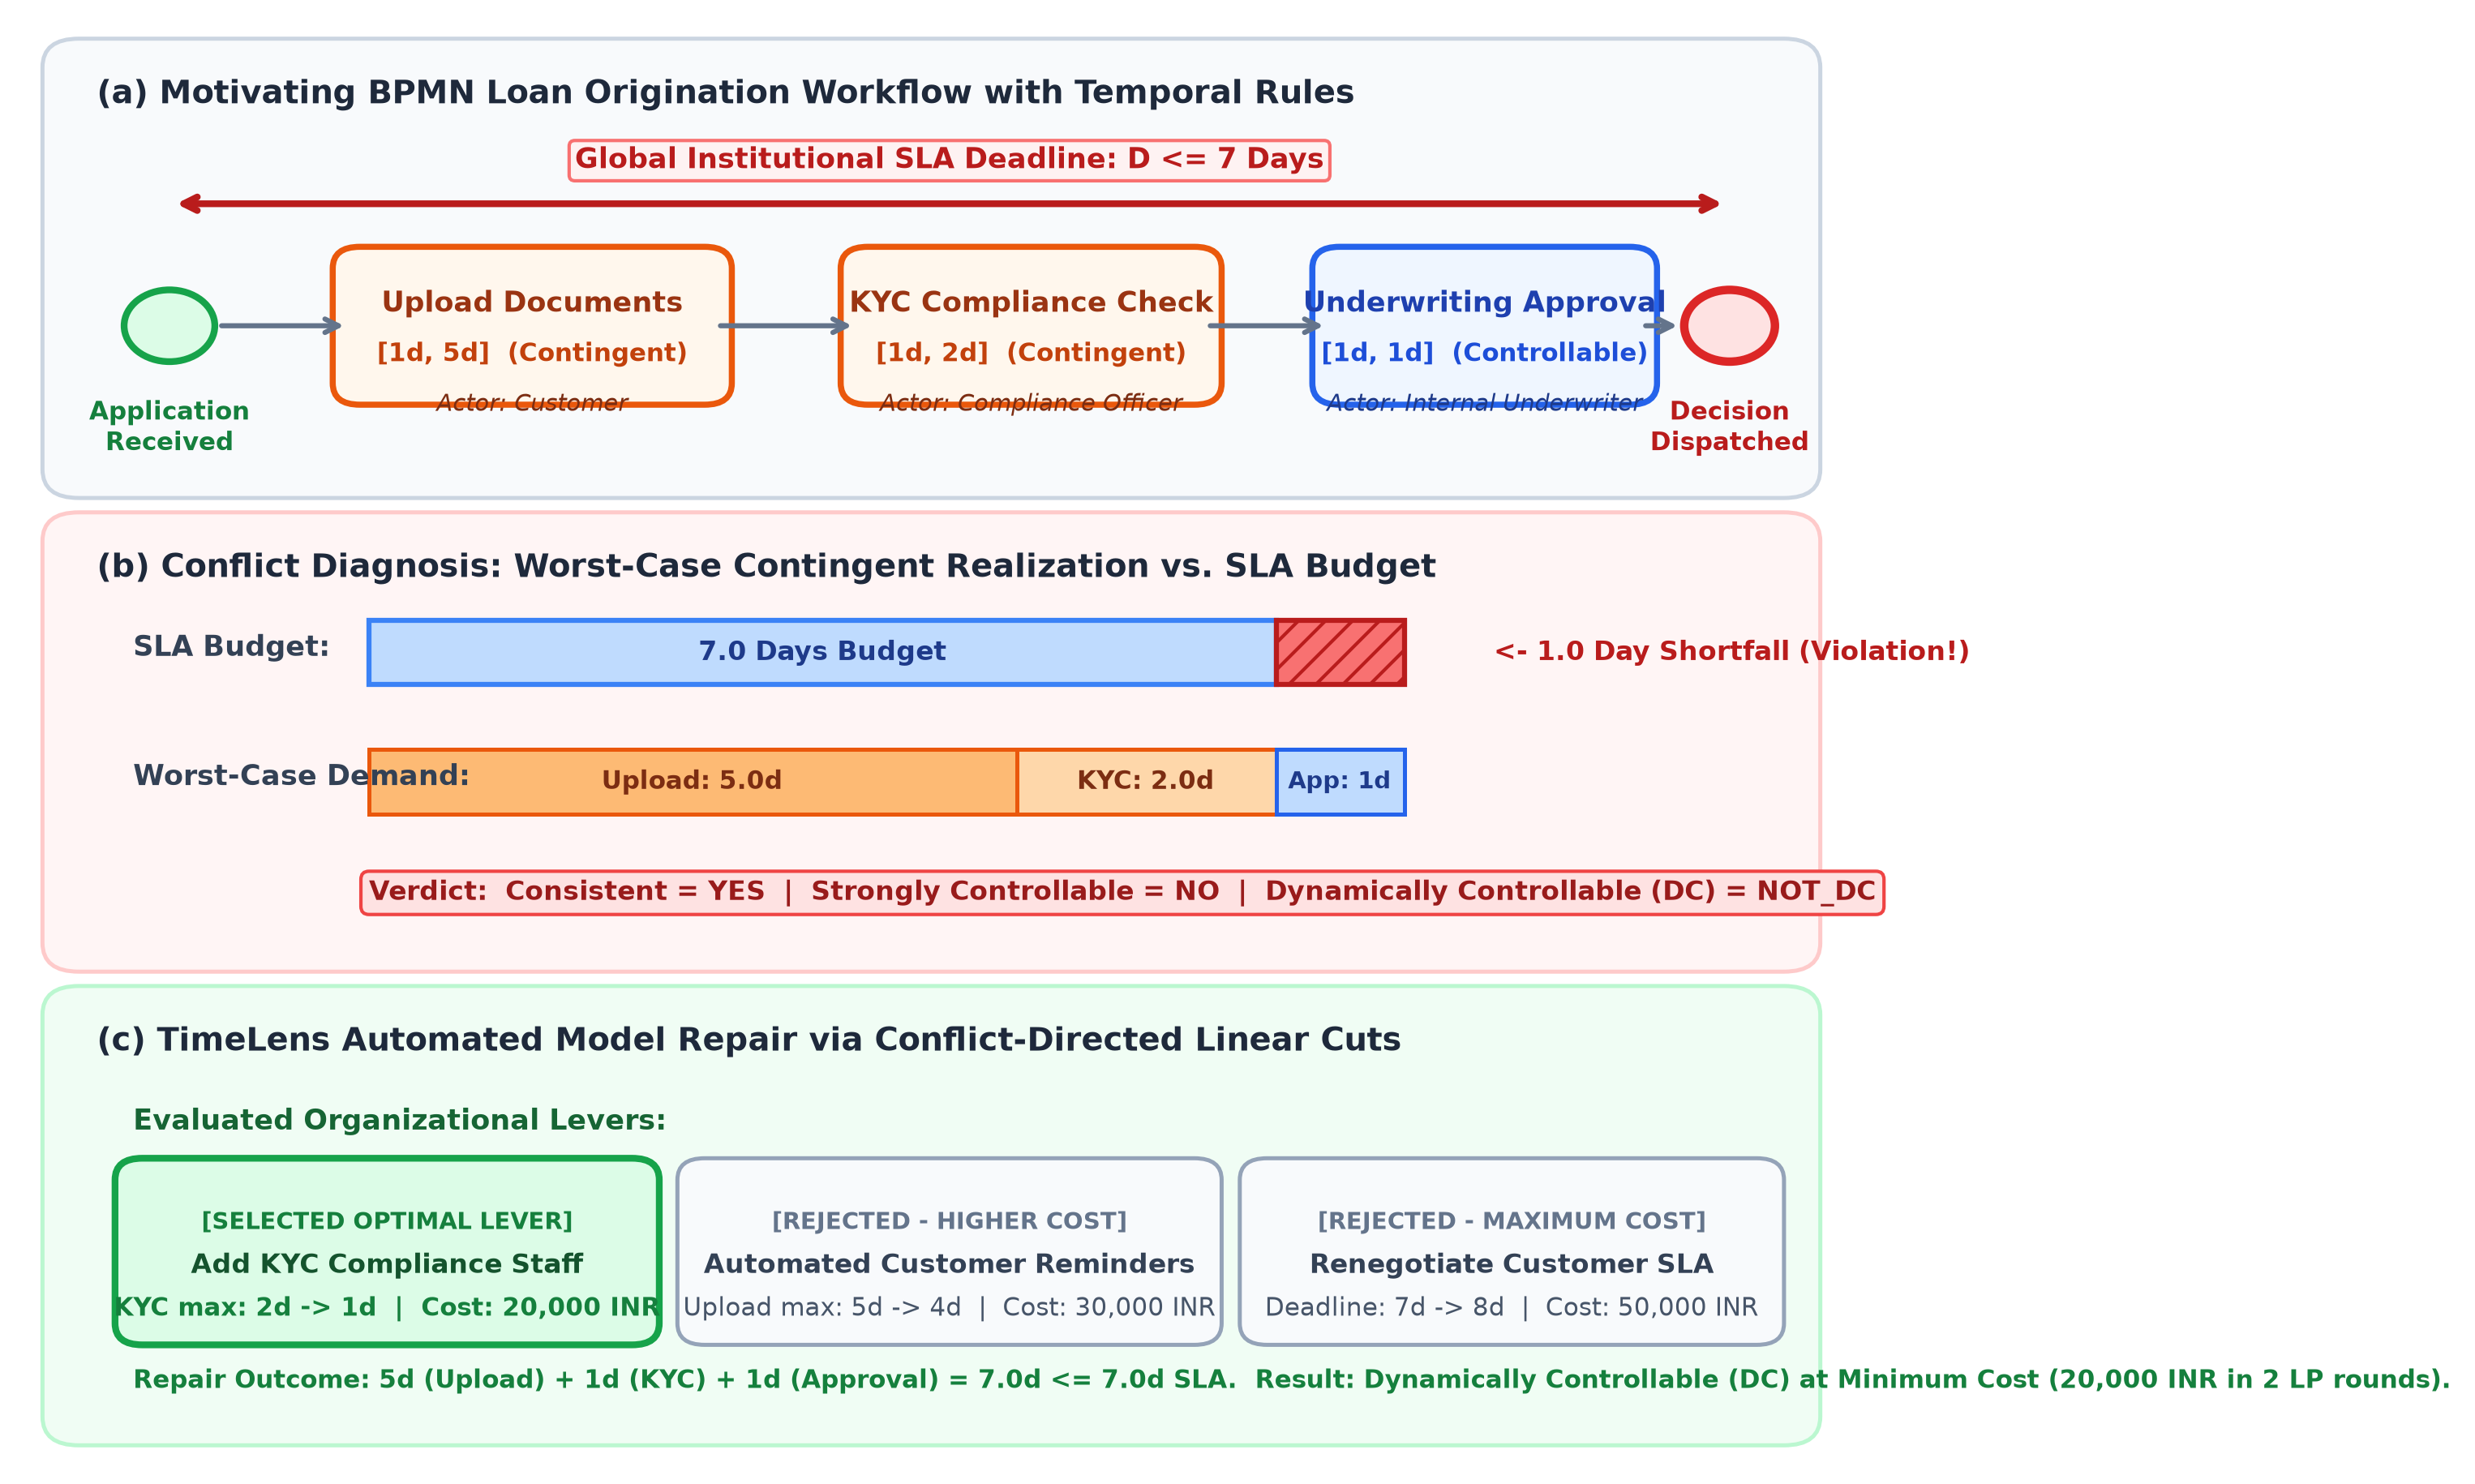 (a) Motivating BPMN Loan Origination Workflow with Temporal Rules
Global Institutional SLA Deadline: D <= 7 Days
Application
Received
Upload Documents
[1d, 5d]  (Contingent)
Actor: Customer
KYC Compliance Check
[1d, 2d]  (Contingent)
Actor: Compliance Officer
Underwriting Approval
[1d, 1d]  (Controllable)
Actor: Internal Underwriter
Decision
Dispatched
(b) Conflict Diagnosis: Worst-Case Contingent Realization vs. SLA Budget
SLA Budget:
7.0 Days Budget
<- 1.0 Day Shortfall (Violation!)
Worst-Case Demand:
Upload: 5.0d
KYC: 2.0d
App: 1d
Verdict:  Consistent = YES  |  Strongly Controllable = NO  |  Dynamically Controllable (DC) = NOT_DC
(c) TimeLens Automated Model Repair via Conflict-Directed Linear Cuts
Evaluated Organizational Levers:
[SELECTED OPTIMAL LEVER]
Add KYC Compliance Staff
KYC max: 2d -> 1d  |  Cost: 20,000 INR
[REJECTED - HIGHER COST]
Automated Customer Reminders
Upload max: 5d -> 4d  |  Cost: 30,000 INR
[REJECTED - MAXIMUM COST]
Renegotiate Customer SLA
Deadline: 7d -> 8d  |  Cost: 50,000 INR
Repair Outcome: 5d (Upload) + 1d (KYC) + 1d (Approval) = 7.0d <= 7.0d SLA.  Result: Dynamically Controllable (DC) at Minimum Cost (20,000 INR in 2 LP rounds).